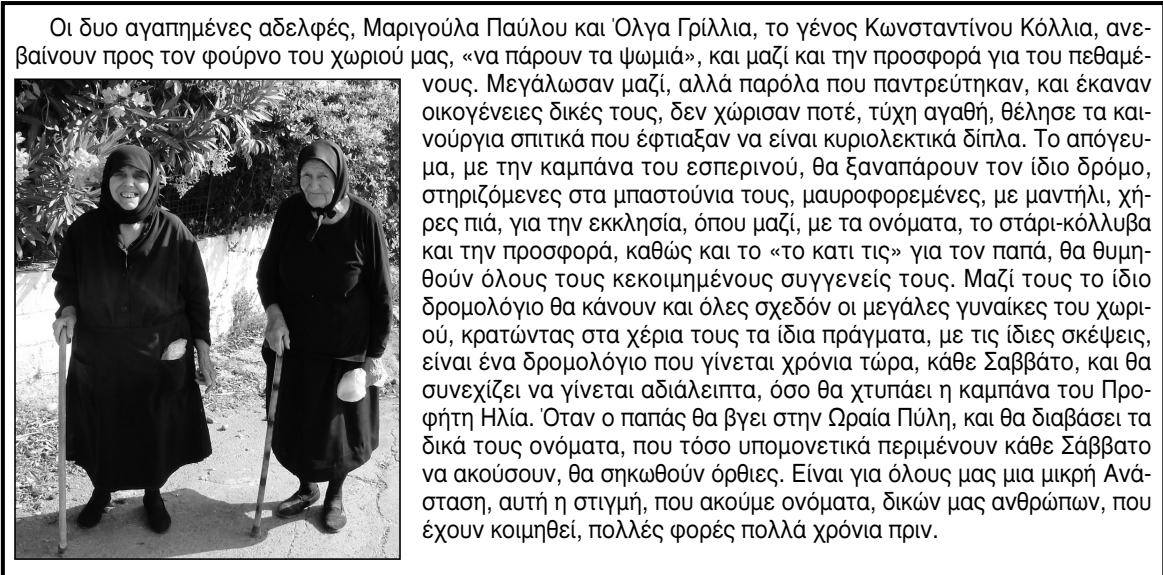 Οι δυο αγαπημένες αδελφές, Μαριγούλα Παύλου και Όλγα Γρίλλια, το γένος Κωνσταντίνου Κόλλια, ανε-
βαίνουν προς τον φούρνο του χωριού μας, «να πάρουν τα ψωμιά», και μαζί και την προσφορά για του πεθαμέ-
νους. Μεγάλωσαν μαζί, αλλά παρόλα που παντρεύτηκαν, και έκαναν
οικογένειες δικές τους, δεν χώρισαν ποτέ, τύχη αγαθή, θέλησε τα και-
νούργια σπιτικά που έφτιαξαν να είναι κυριολεκτικά δίπλα. Το απόγευ-
μα, με την καμπάνα του εσπερινού, θα ξαναπάρουν τον ίδιο δρόμο,
στηριζόμενες στα μπαστούνια τους, μαυροφορεμένες, με μαντήλι, χή-
ρες πιά, για την εκκλησία, όπου μαζί, με τα ονόματα, το στάρι-κόλλυβα
και την προσφορά, καθώς και το «το κατι τις» για τον παπά, θα θυμη-
θούν όλους τους κεκοιμημένους συγγενείς τους. Μαζί τους το ίδιο
δρομολόγιο θα κάνουν και όλες σχεδόν οι μεγάλες γυναίκες του χωρι-
ού, κρατώντας στα χέρια τους τα ίδια πράγματα, με τις ίδιες σκέψεις,
είναι ένα δρομολόγιο που γίνεται χρόνια τώρα, κάθε Σαββάτο, και θα
συνεχίζει να γίνεται αδιάλειπτα, όσο θα χτυπάει η καμπάνα του Προ-
φήτη Ηλία. Όταν ο παπάς θα βγει στην Ωραία Πύλη, και θα διαβάσει τα
δικά τους ονόματα, που τόσο υπομονετικά περιμένουν κάθε Σάββατο
να ακούσουν, θα σηκωθούν όρθιες. Είναι για όλους μας μια μικρή Ανά-
σταση, αυτή η στιγμή, που ακούμε ονόματα, δικών μας ανθρώπων, που
έχουν κοιμηθεί, πολλές φορές πολλά χρόνια πριν.